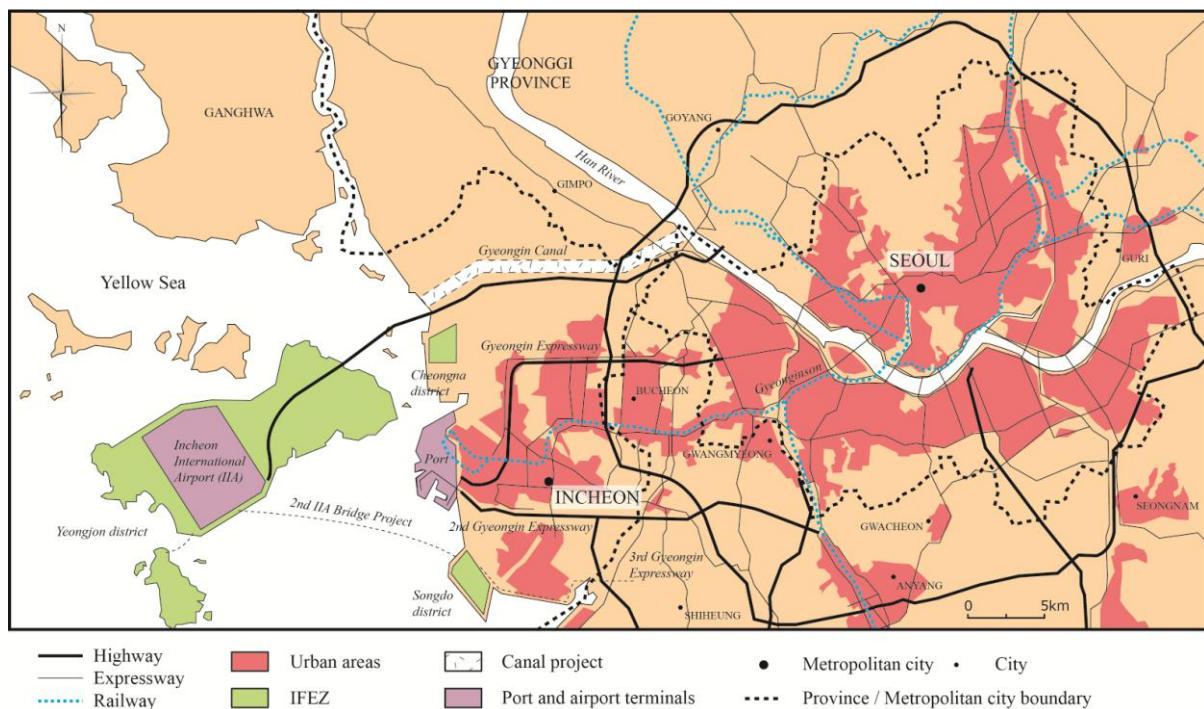 N
GYEONGGI
PROVINCE
GANGHWA
GOYANG
Han River
GIMPO
Gyeongin Canal
SEOUL
GURI
Yellow Sea
Gyeongin Expressway
Cheongna
district
Gyeonginson
BUCHEON
Incheon
International
Airport (IIA)
Port
GWANGMYEONG
INCHEON
SEONGNAM
2nd IIA Bridge Project
2nd Gyeongin Expressway
Yeongjon district
GWACHEON
3rd Gyeongin
Expressway
ANYANG
Songdo
district
SHIHEUNG
0 5km
Highway
Expressway
Railway
Urban areas
IFEZ
Canal project
Port and airport terminals
Metropolitan city
City
Province / Metropolitan city boundary